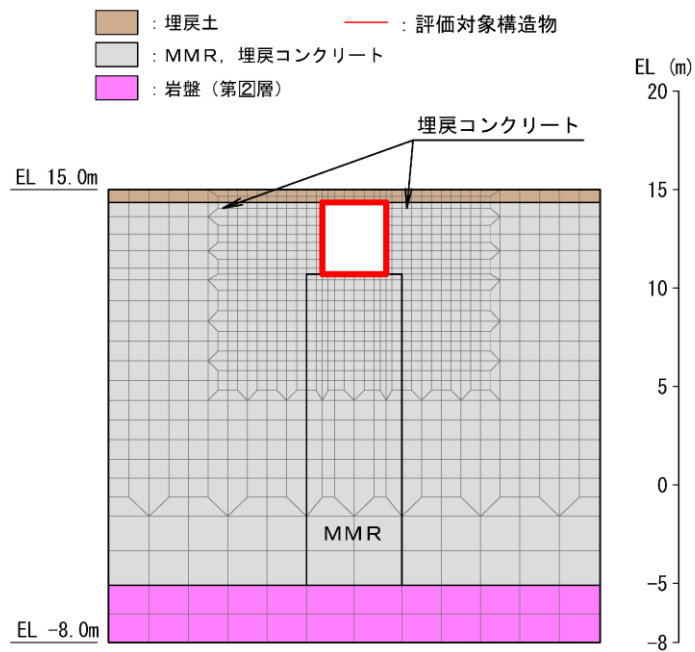 ：埋戻土
：評価対象構造物
：ＭＭＲ，埋戻コンクリート
：岩盤（第②層）
EL (m)
20
埋戻コンクリート
EL 15.0m
15
10
5
0
MMR
-5
EL -8.0m
-8